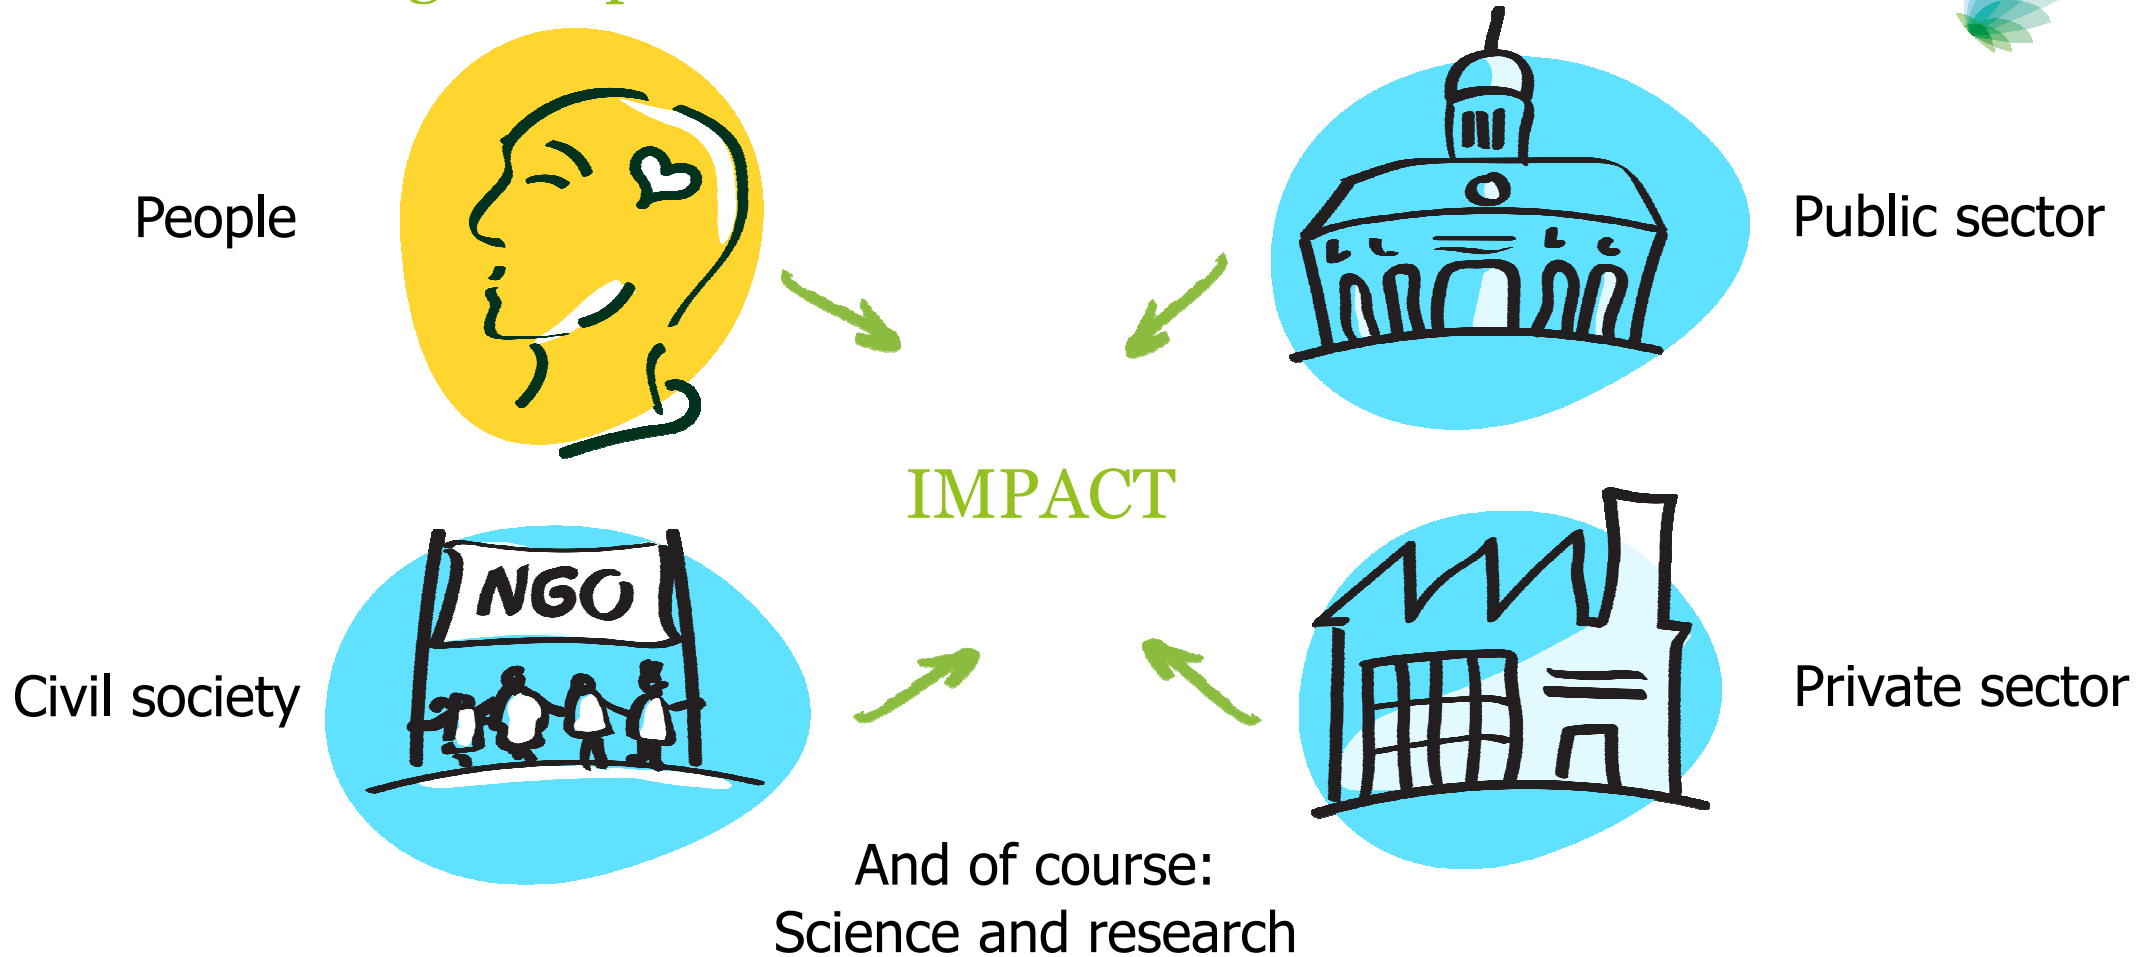 People
Public sector
IMPACT
NGO
Civil society
Private sector
And of course:
Science and research